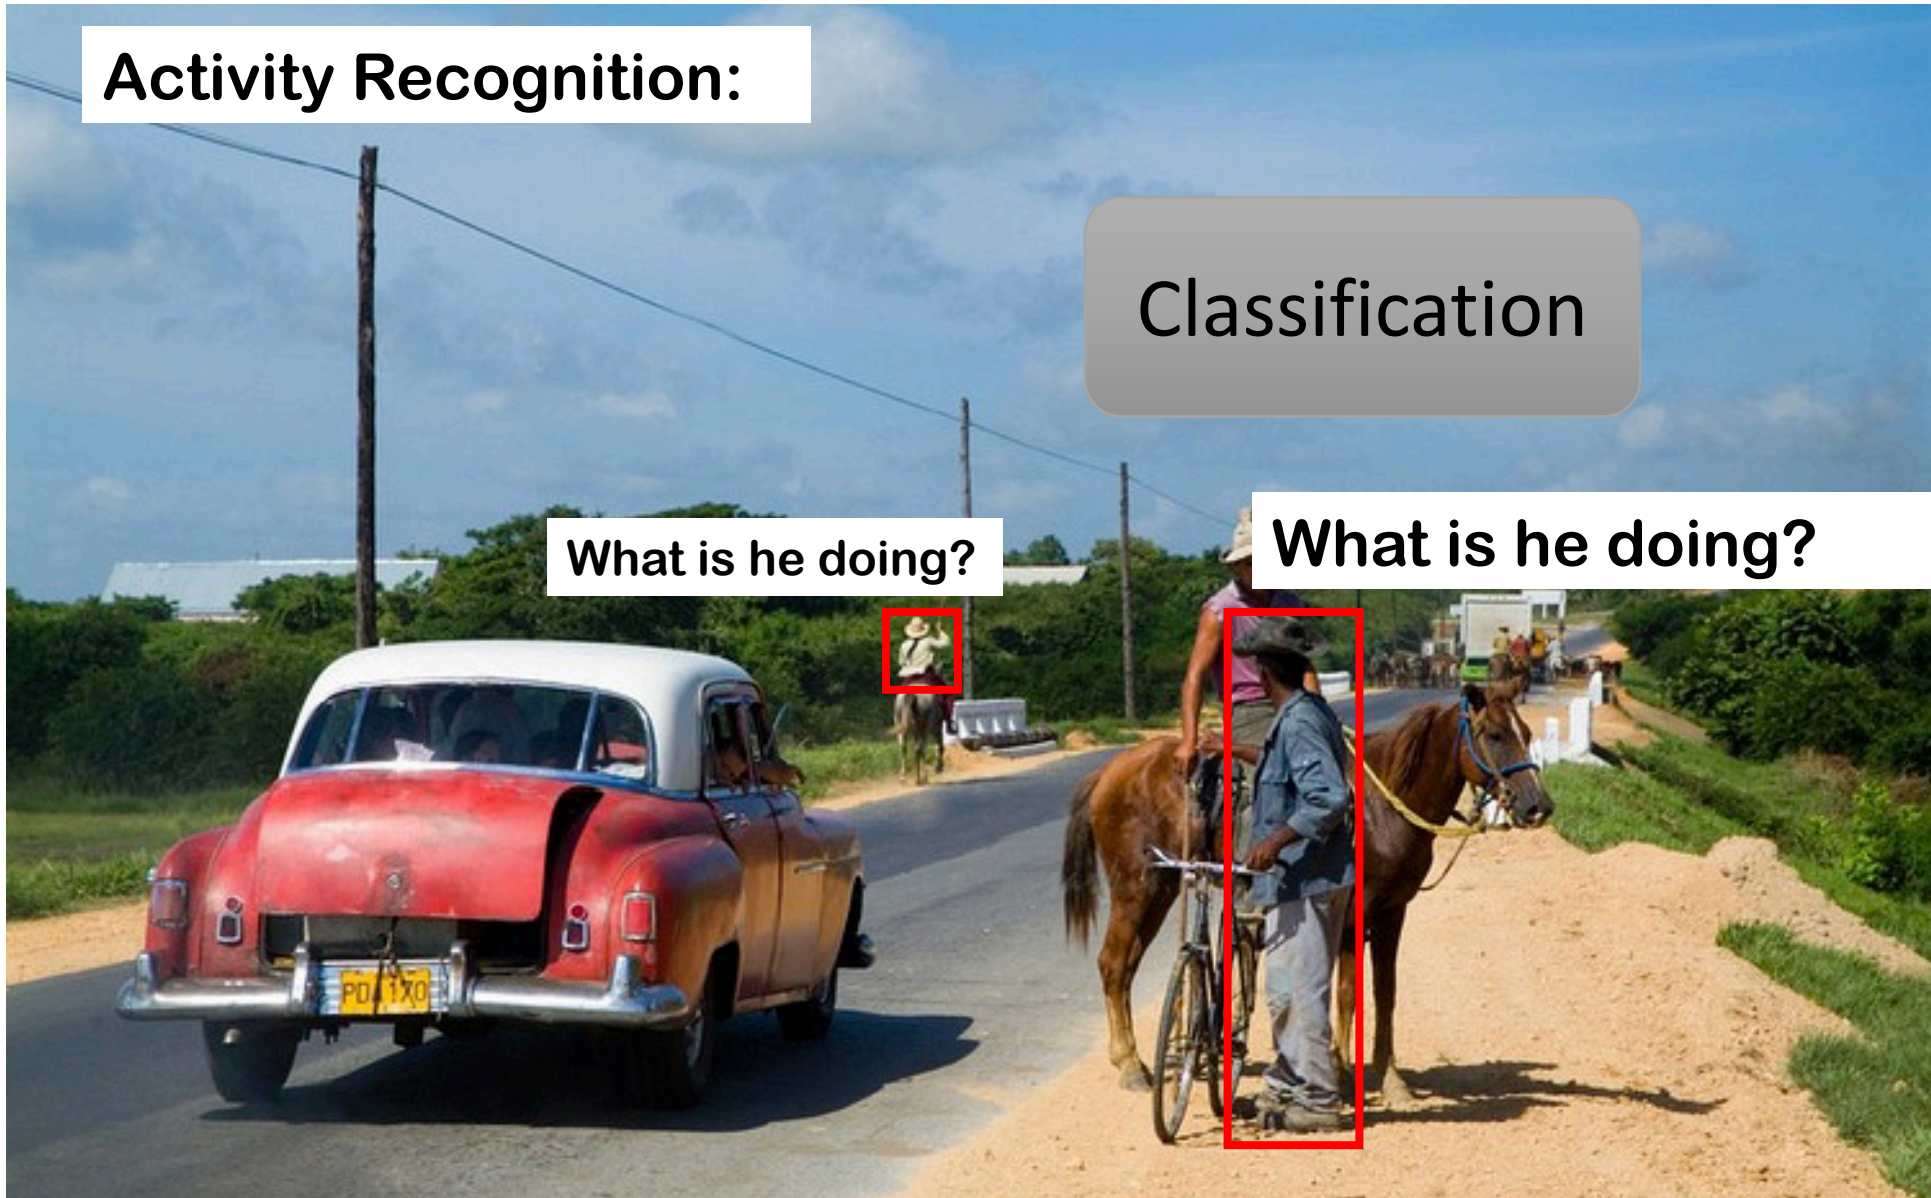 Activity Recognition:
Classification
What is he doing?
What is he doing?